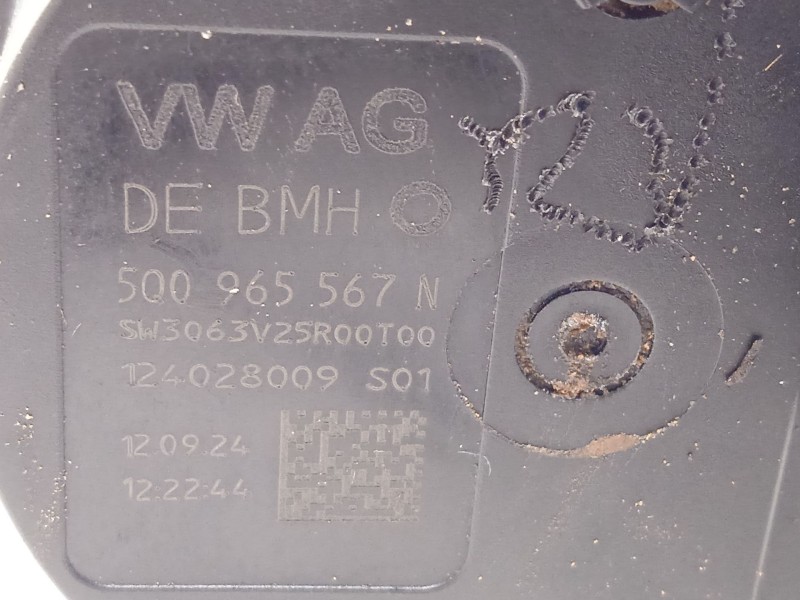 VW AG
DE BMH
5Q0 965 567 N
SW3063V25R00T00
124028009 S01
12.09.24
12:22:44